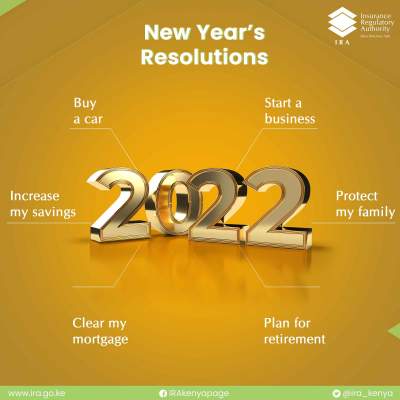 New Year's
Resolutions
Insurance
Regulatory
Authority
IRA
Buy
a car
Start a
business
Increase
my savings
2022
Protect
my family
Clear my
mortgage
Plan for
retirement
www.ira.go.ke
IRAkenyapage
@ira_kenya